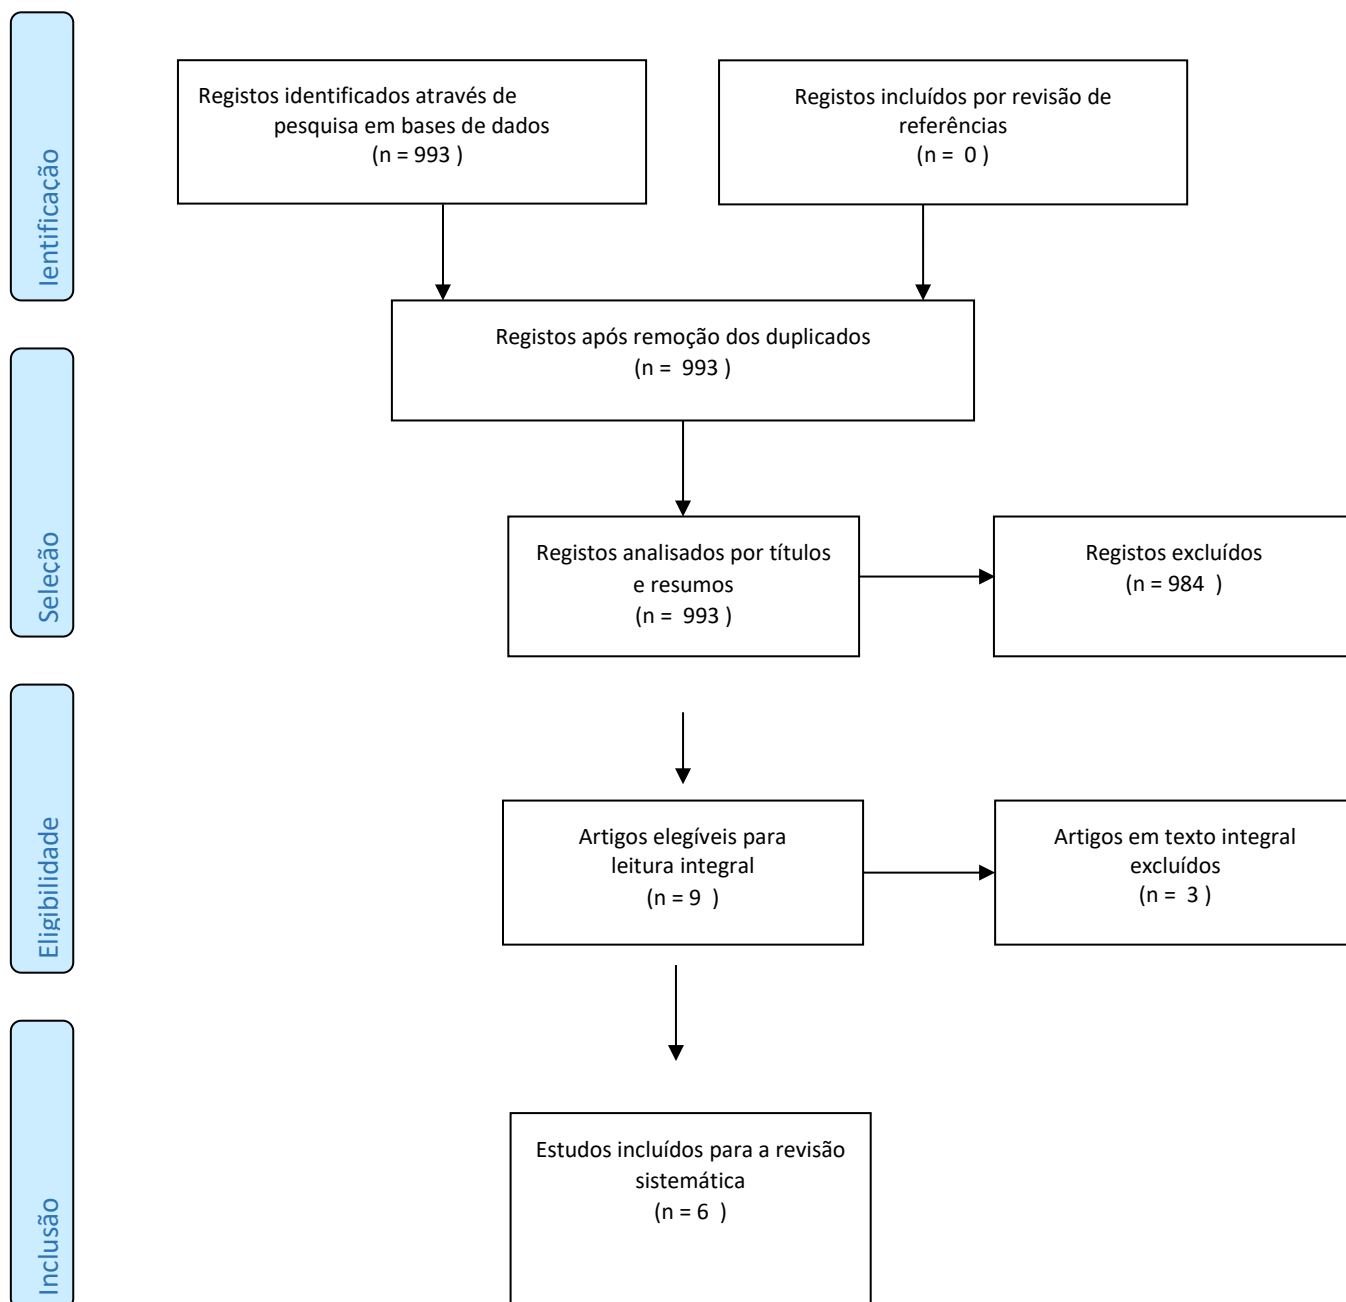 Ientificação
Registos identificados através de
pesquisa em bases de dados
(n = 993 )
Registos incluídos por revisão de
referências
(n =  0 )
Registos após remoção dos duplicados
(n =  993 )
Seleção
Registos analisados por títulos
e resumos
(n =  993 )
Registos excluídos
(n = 984  )
Eligibilidade
Artigos elegíveis para
leitura integral
(n = 9  )
Artigos em texto integral
excluídos
(n =  3 )
Inclusão
Estudos incluídos para a revisão
sistemática
(n = 6  )